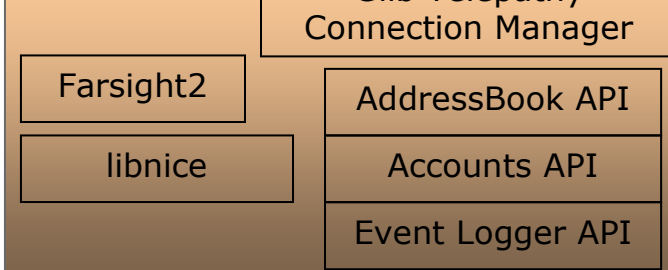 Connection Manager
Farsight2
AddressBook API
libnice
Accounts API
Event Logger API